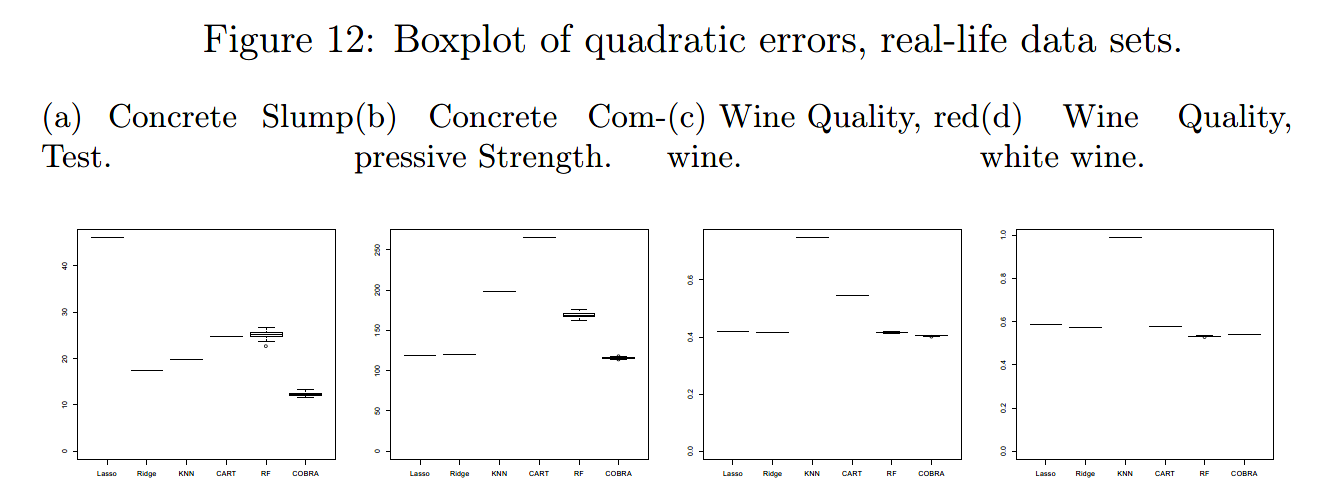 Figure 12: Boxplot of quadratic errors, real-life data sets.
(a) Concrete Slump
Test.
(b) Concrete Com-
pressive Strength.
(c) Wine Quality, red
wine.
(d) Wine Quality,
white wine.
40
30
20
10
0
Lasso Ridge KNN CART RF COBRA
250
200
150
100
50
0
Lasso Ridge KNN CART RF COBRA
0.6
0.4
0.2
0.0
Lasso Ridge KNN CART RF COBRA
1.0
0.8
0.6
0.4
0.2
0.0
Lasso Ridge KNN CART RF COBRA